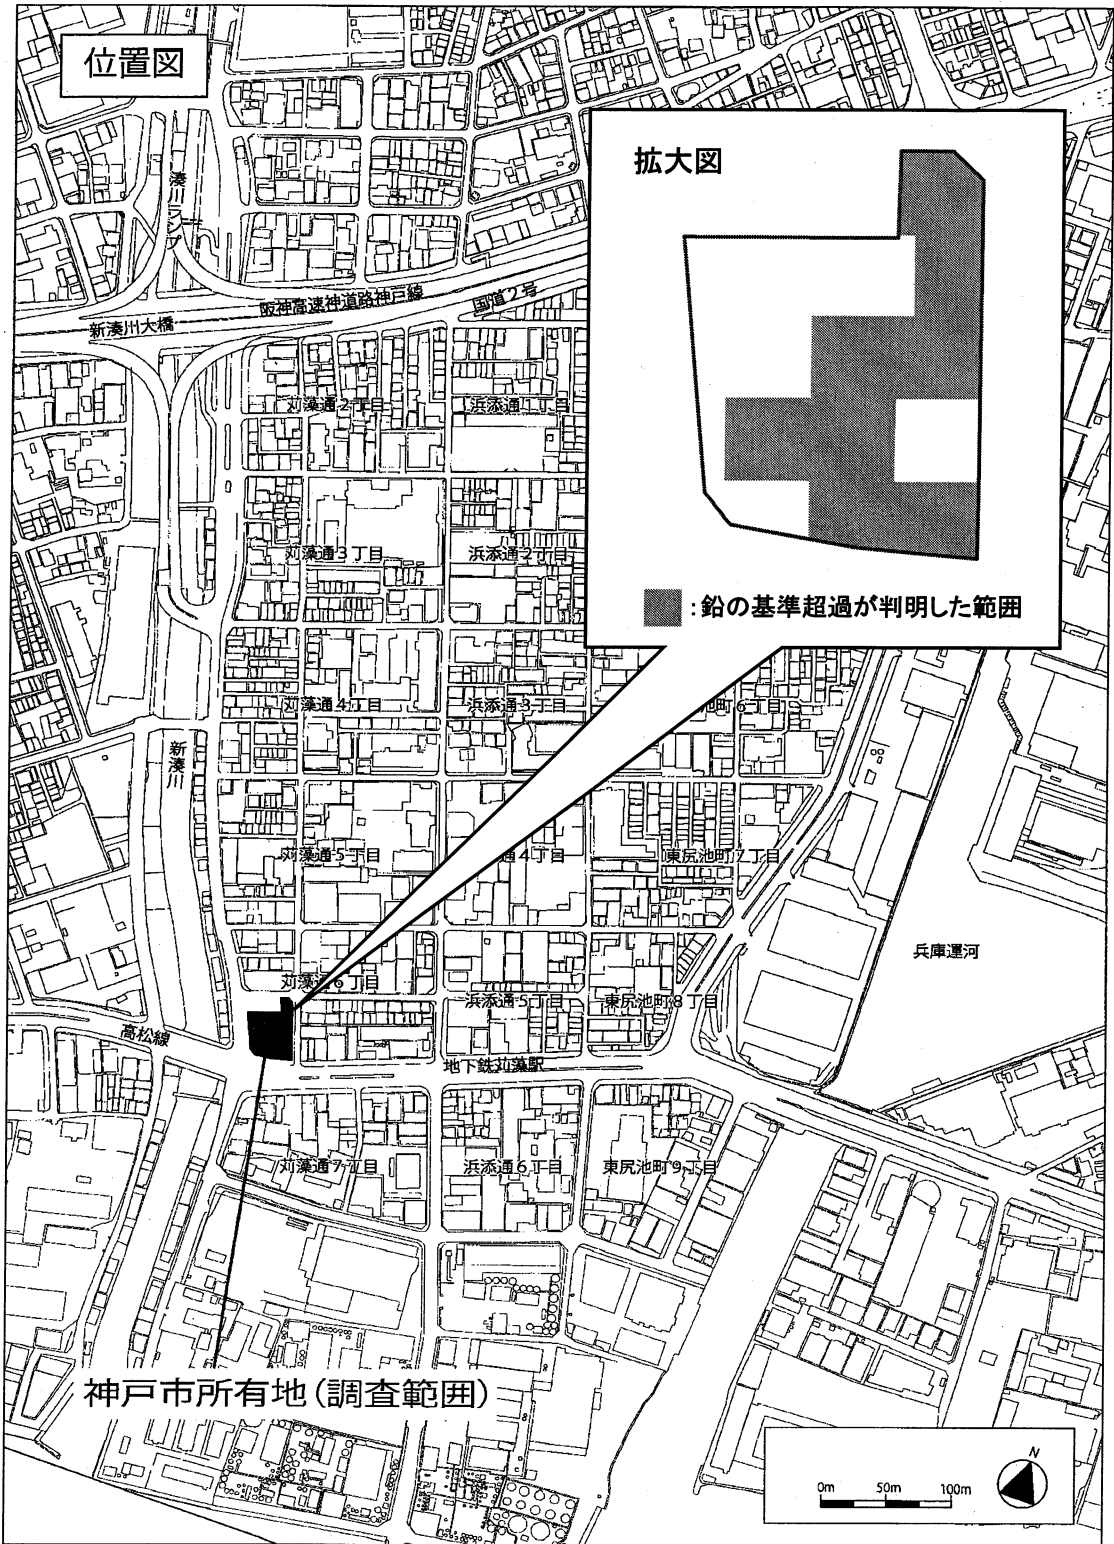 位置図
拡大図
:鉛の基準超過が判明した範囲
湊川ランプ
阪神高速神道路神戸線
国道2号
新湊川大橋
苅藻通2丁目
浜添通1丁目
苅藻通3丁目
浜添通2丁目
苅藻通4丁目
浜添通3丁目
池町6丁目
新湊川
苅藻通5丁目
通4丁目
東尻池町7丁目
兵庫運河
苅藻通6丁目
浜添通5丁目
東尻池町8丁目
高松線
地下鉄苅藻駅
苅藻通7丁目
浜添通6丁目
東尻池町9丁目
神戸市所有地(調査範囲)
N
0m 50m 100m